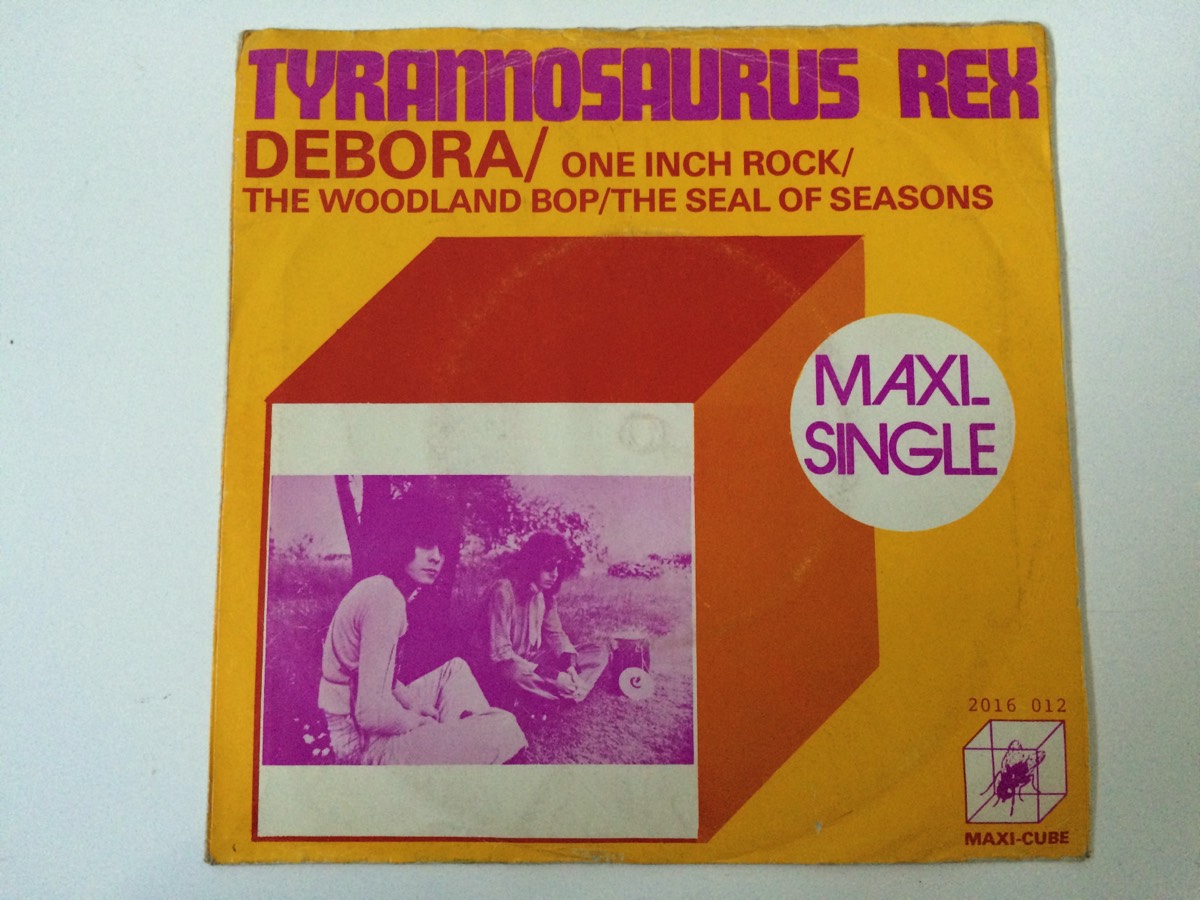 TYRANNOSAURUS REX
DEBORA/ ONE INCH ROCK/
THE WOODLAND BOP/THE SEAL OF SEASONS
MAXI
SINGLE
2016 012
MAXI-CUBE